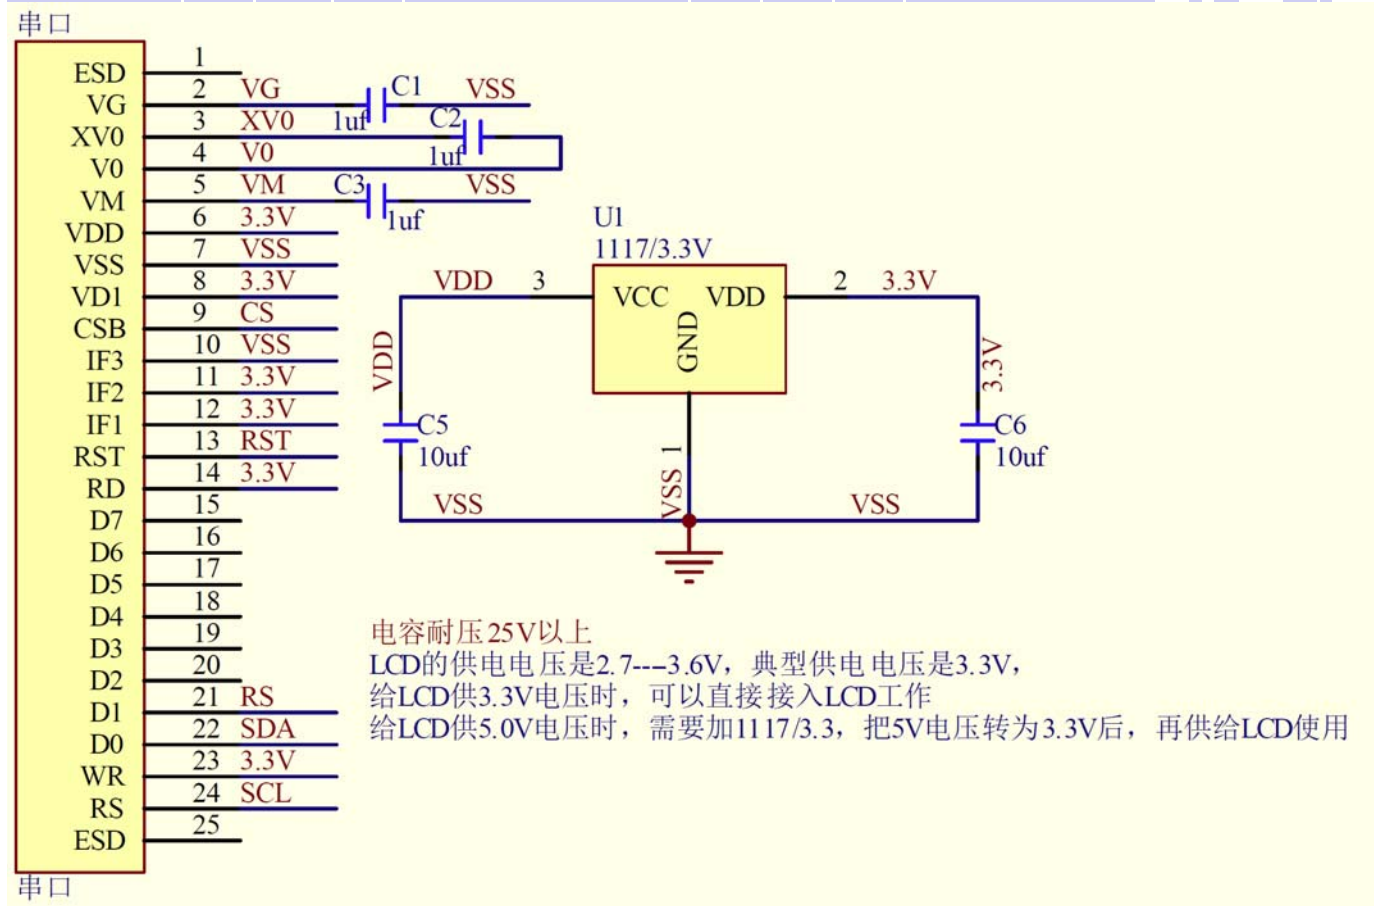 串口
ESD 1
VG 2 VG C1 VSS
1uf
XV0 3 XV0 C2
1uf
V0 4 V0
VM 5 VM C3 VSS
1uf
VDD 6 3.3V
VSS 7 VSS
VD1 8 3.3V
CSB 9 CS
IF3 10 VSS
IF2 11 3.3V
IF1 12 3.3V
RST 13 RST
RD 14 3.3V
D7 15
D6 16
D5 17
D4 18
D3 19
D2 20
D1 21 RS
D0 22 SDA
WR 23 3.3V
RS 24 SCL
ESD 25
串口
U1
1117/3.3V
VDD 3 VCC VDD 2 3.3V
GND
VDD
3.3V
C5
10uf
C6
10uf
1
VSS
VSS
VSS
电容耐压25V以上
LCD的供电电压是2.7----3.6V，典型供电电压是3.3V，
给LCD供3.3V电压时，可以直接接入LCD工作
给LCD供5.0V电压时，需要加1117/3.3，把5V电压转为3.3V后，再供给LCD使用